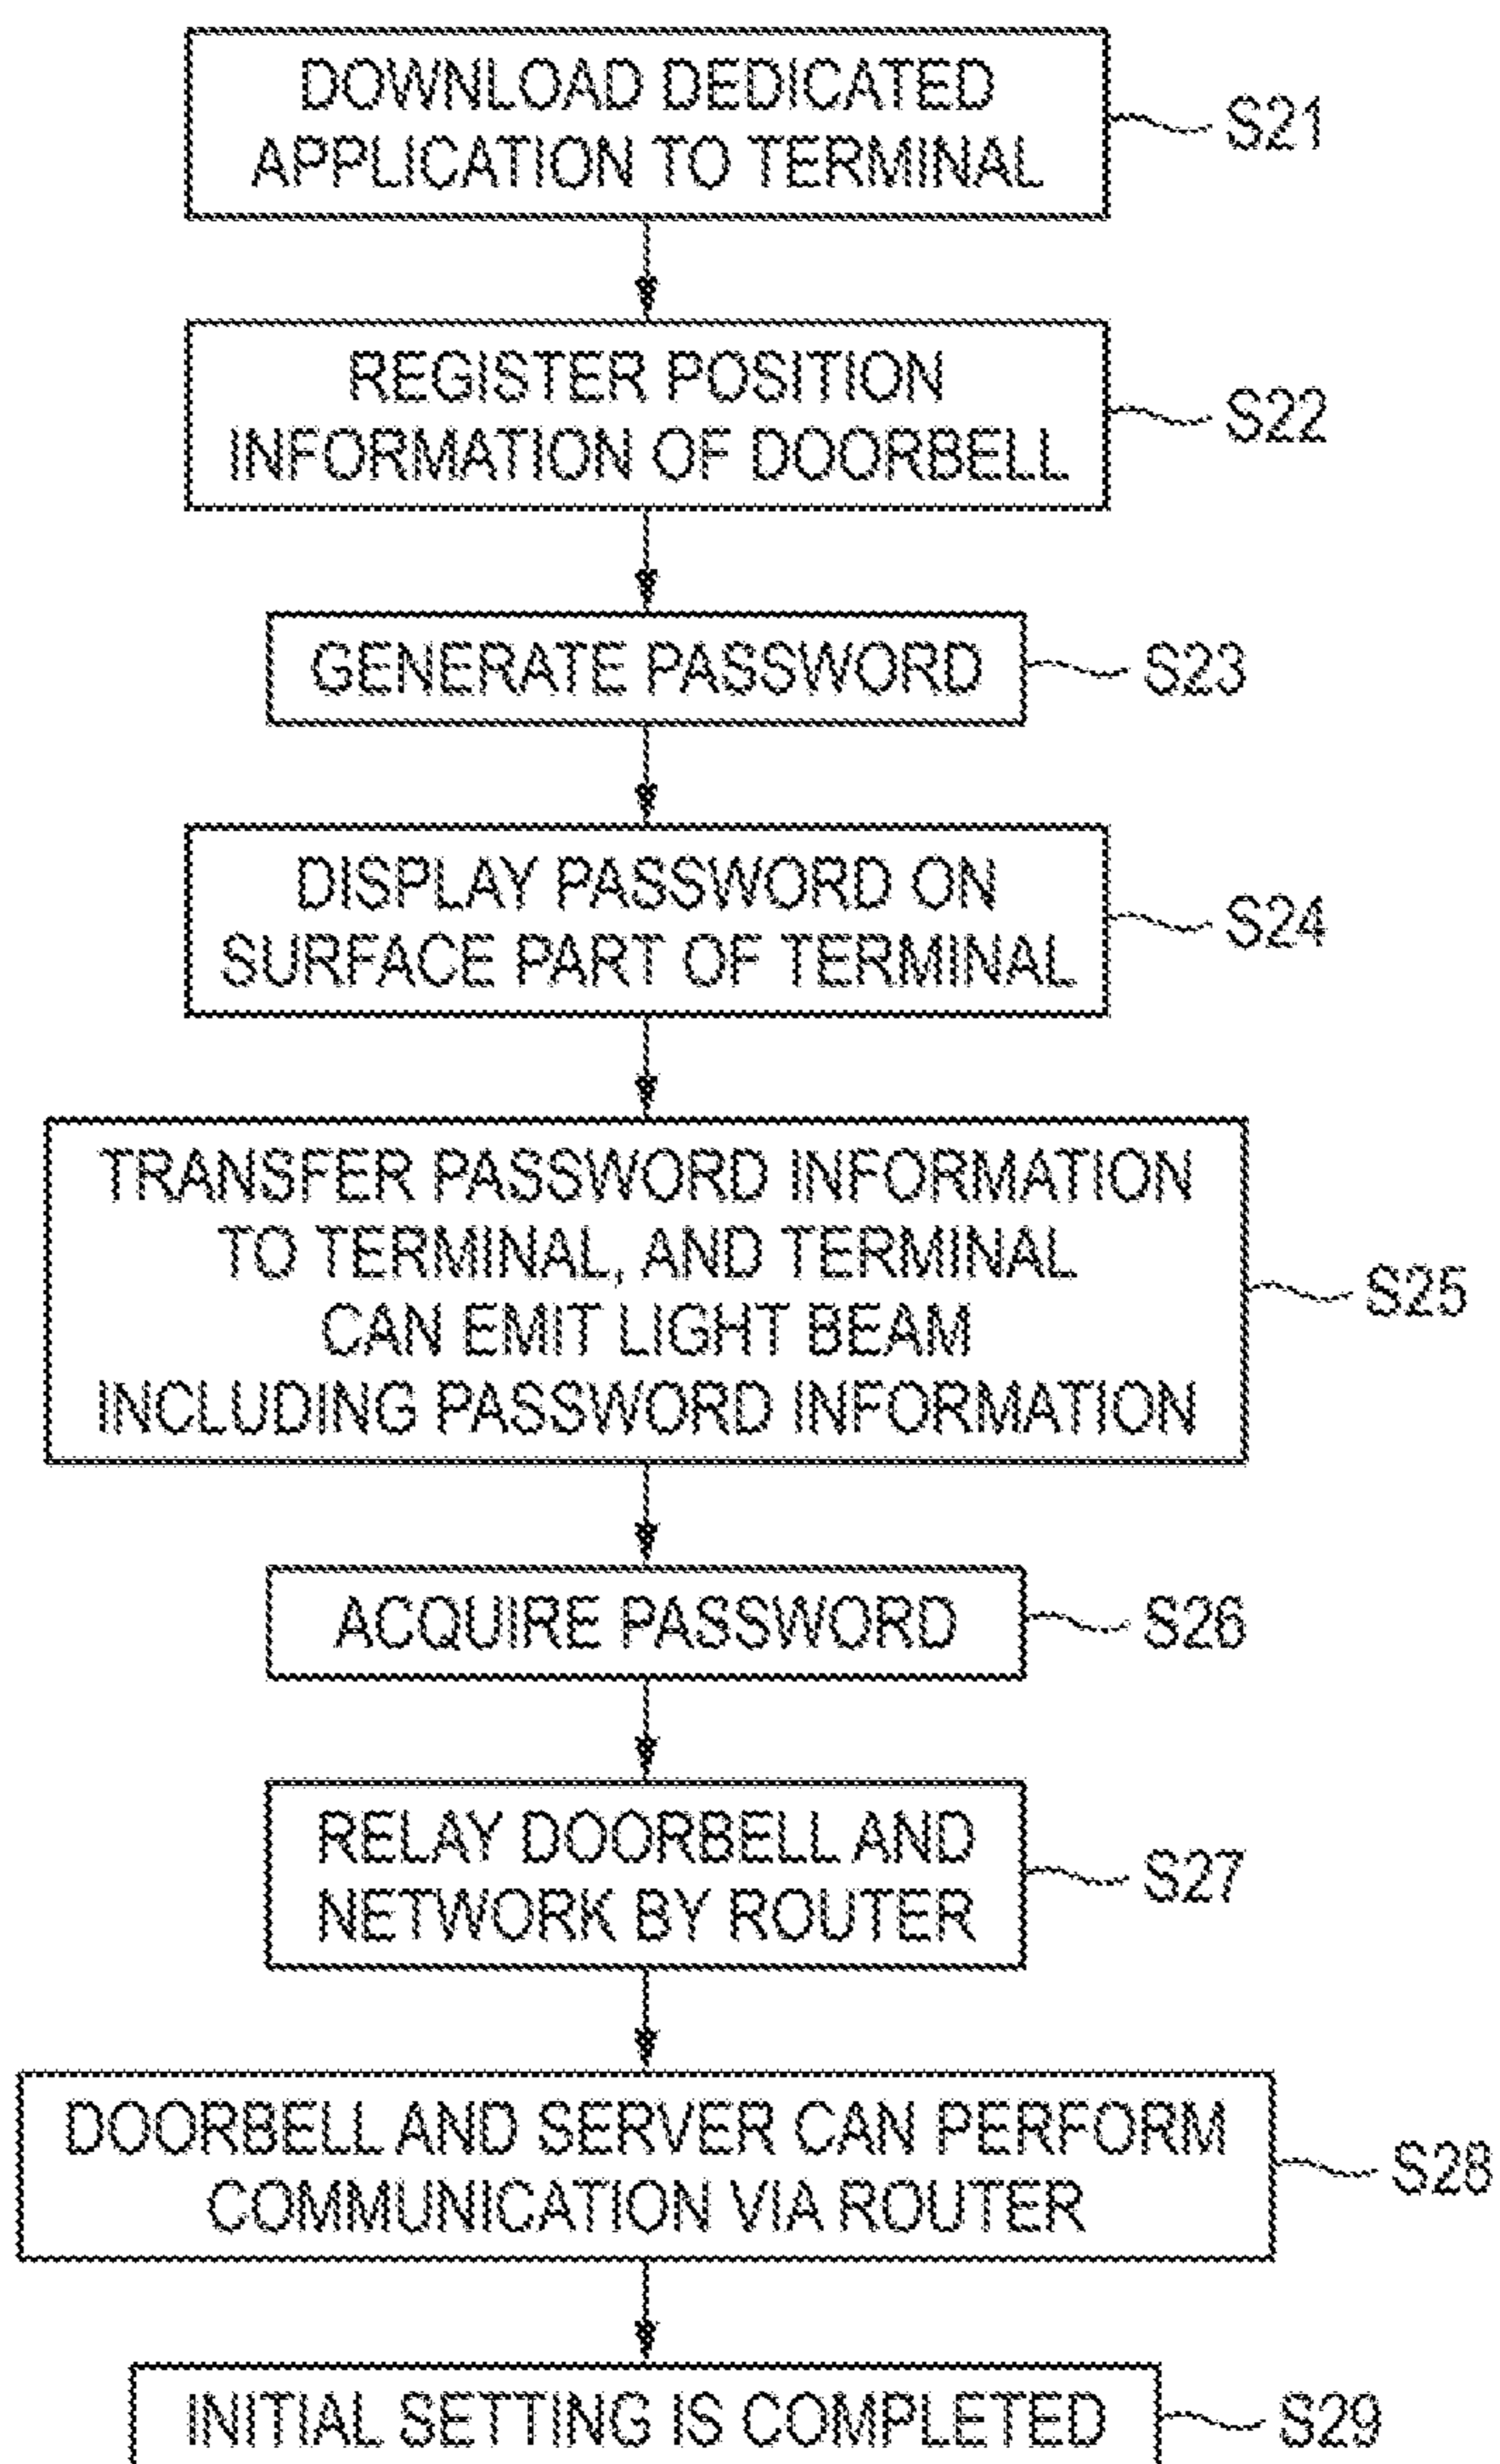 DOWNLOAD DEDICATED
APPLICATION TO TERMINAL
S21
REGISTER POSITION
INFORMATION OF DOORBELL
S22
GENERATE PASSWORD
S23
DISPLAY PASSWORD ON
SURFACE PART OF TERMINAL
S24
TRANSFER PASSWORD INFORMATION
TO TERMINAL, AND TERMINAL
CAN EMIT LIGHT BEAM
INCLUDING PASSWORD INFORMATION
S25
ACQUIRE PASSWORD
S26
RELAY DOORBELL AND
NETWORK BY ROUTER
S27
DOORBELL AND SERVER CAN PERFORM
COMMUNICATION VIA ROUTER
S28
INITIAL SETTING IS COMPLETED
S29